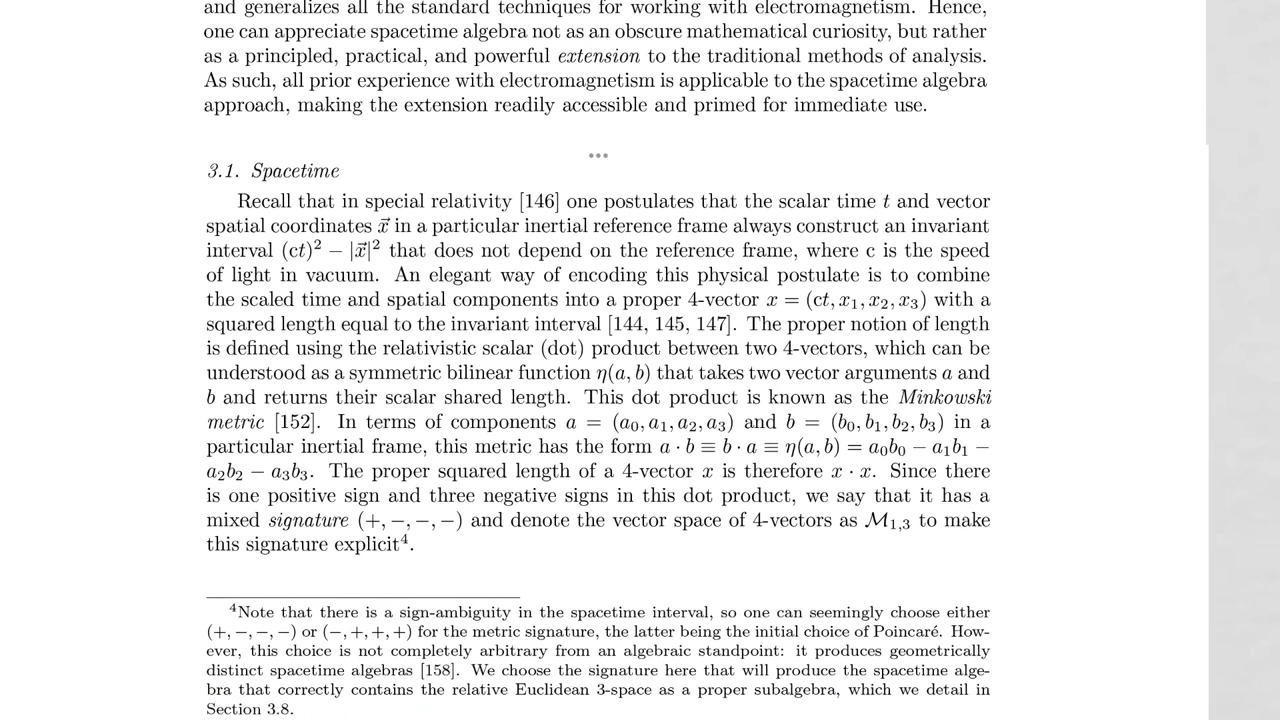 and generalizes all the standard techniques for working with electromagnetism. Hence,
one can appreciate spacetime algebra not as an obscure mathematical curiosity, but rather
as a principled, practical, and powerful extension to the traditional methods of analysis.
As such, all prior experience with electromagnetism is applicable to the spacetime algebra
approach, making the extension readily accessible and primed for immediate use.
3.1. Spacetime
Recall that in special relativity [146] one postulates that the scalar time t and vector
spatial coordinates x⃗ in a particular inertial reference frame always construct an invariant
interval (ct)² − |x⃗|² that does not depend on the reference frame, where c is the speed
of light in vacuum. An elegant way of encoding this physical postulate is to combine
the scaled time and spatial components into a proper 4-vector x = (ct, x₁, x₂, x₃) with a
squared length equal to the invariant interval [144, 145, 147]. The proper notion of length
is defined using the relativistic scalar (dot) product between two 4-vectors, which can be
understood as a symmetric bilinear function η(a, b) that takes two vector arguments a and
b and returns their scalar shared length. This dot product is known as the Minkowski
metric [152]. In terms of components a = (a₀, a₁, a₂, a₃) and b = (b₀, b₁, b₂, b₃) in a
particular inertial frame, this metric has the form a · b ≡ b · a ≡ η(a, b) = a₀b₀ − a₁b₁ −
a₂b₂ − a₃b₃. The proper squared length of a 4-vector x is therefore x · x. Since there
is one positive sign and three negative signs in this dot product, we say that it has a
mixed signature (+, −, −, −) and denote the vector space of 4-vectors as ℳ₁,₃ to make
this signature explicit⁴.
⁴Note that there is a sign-ambiguity in the spacetime interval, so one can seemingly choose either
(+, −, −, −) or (−, +, +, +) for the metric signature, the latter being the initial choice of Poincaré. How-
ever, this choice is not completely arbitrary from an algebraic standpoint: it produces geometrically
distinct spacetime algebras [158]. We choose the signature here that will produce the spacetime alge-
bra that correctly contains the relative Euclidean 3-space as a proper subalgebra, which we detail in
Section 3.8.